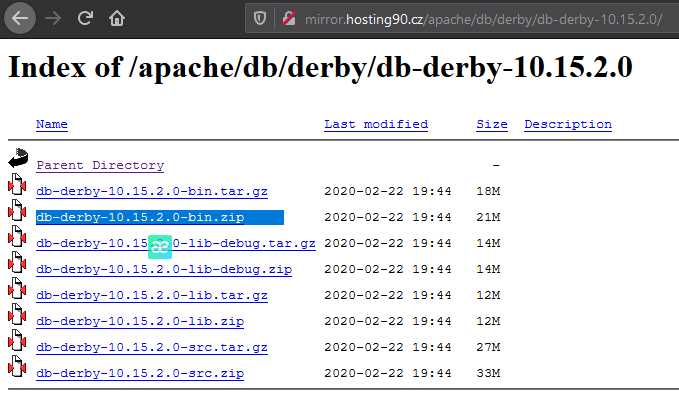 mirror.hosting90.cz/apache/db/derby/db-derby-10.15.2.0/
Index of /apache/db/derby/db-derby-10.15.2.0
Name Last modified Size Description
Parent Directory -
db-derby-10.15.2.0-bin.tar.gz 2020-02-22 19:44 18M
db-derby-10.15.2.0-bin.zip 2020-02-22 19:44 21M
db-derby-10.15.2.0-lib-debug.tar.gz 2020-02-22 19:44 14M
æ
db-derby-10.15.2.0-lib-debug.zip 2020-02-22 19:44 14M
db-derby-10.15.2.0-lib.tar.gz 2020-02-22 19:44 12M
db-derby-10.15.2.0-lib.zip 2020-02-22 19:44 12M
db-derby-10.15.2.0-src.tar.gz 2020-02-22 19:44 27M
db-derby-10.15.2.0-src.zip 2020-02-22 19:44 33M